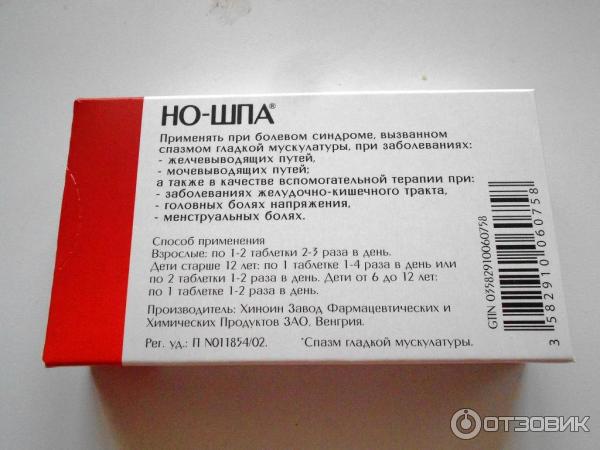 НО-ШПА®
Применять при болевом синдроме, вызванном
спазмом гладкой мускулатуры, при заболеваниях:
- желчевыводящих путей,
- мочевыводящих путей;
а также в качестве вспомогательной терапии при:
- заболеваниях желудочно-кишечного тракта,
- головных болях напряжения,
- менструальных болях.
Способ применения
Взрослые: по 1-2 таблетки 2-3 раза в день.
Дети старше 12 лет: по 1 таблетке 1-4 раза в день или
по 2 таблетки 1-2 раза в день. Дети от 6 до 12 лет:
по 1 таблетке 1-2 раза в день.
Производитель: Хиноин Завод Фармацевтических и
Химических Продуктов ЗАО. Венгрия.
Рег. уд.: П N011854/02. *Спазм гладкой мускулатуры.
GTIN 03582910060758
3 582910 060758
ОТЗОВИК